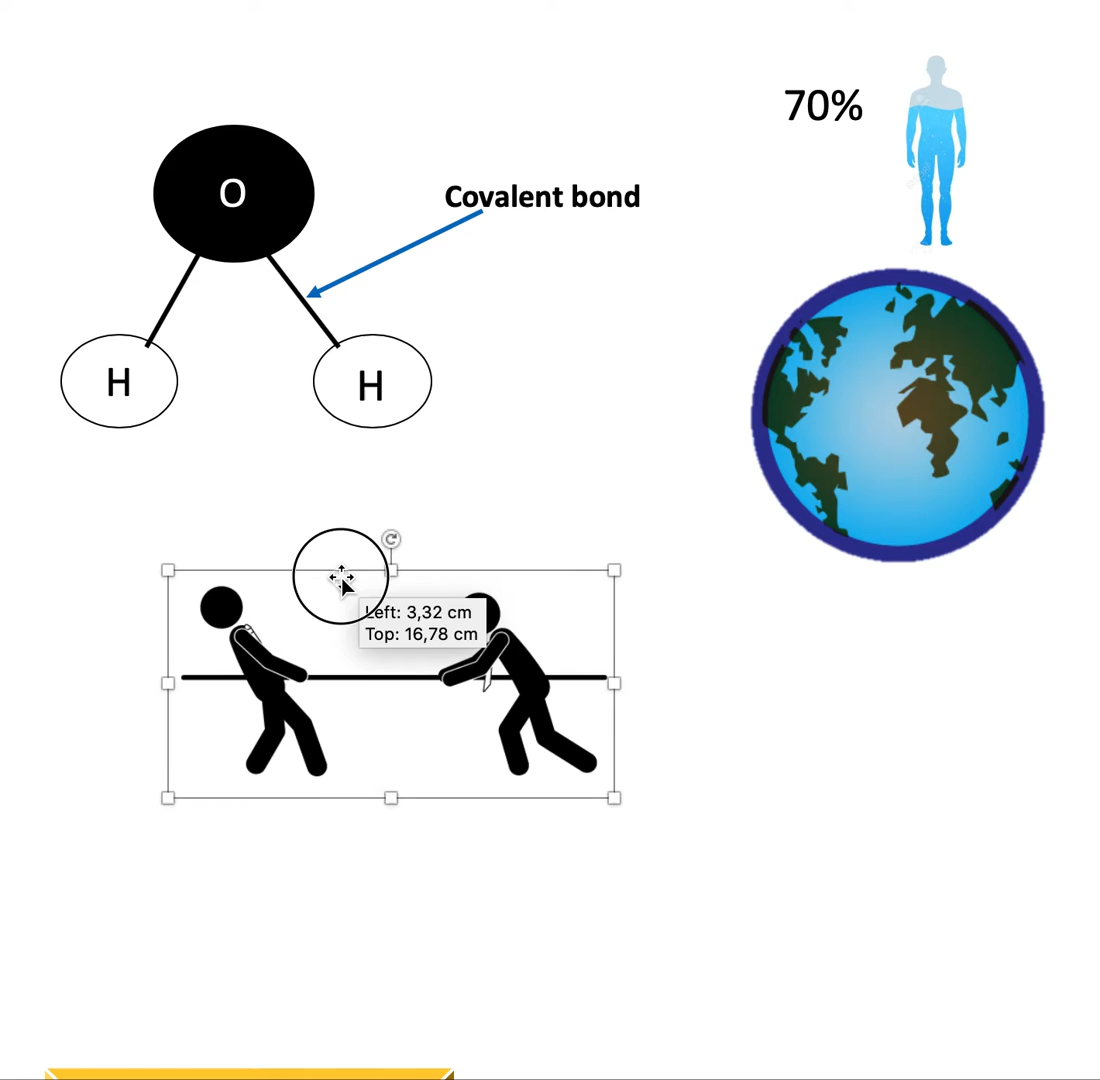 70%
O
Covalent bond
H
H
Left: 3,32 cm
Top: 16,78 cm